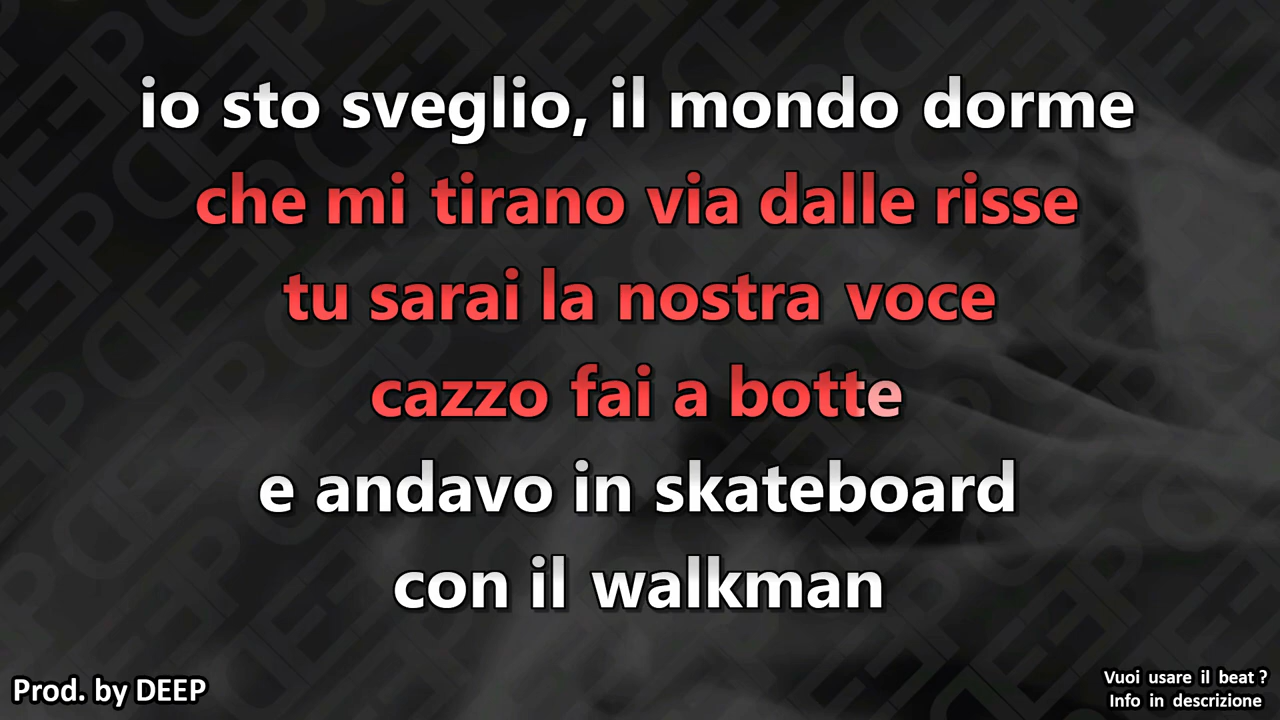 io sto sveglio, il mondo dorme
che mi tirano via dalle risse
tu sarai la nostra voce
cazzo fai a botte
e andavo in skateboard
con il walkman
Prod. by DEEP
Vuoi usare il beat ?
Info in descrizione